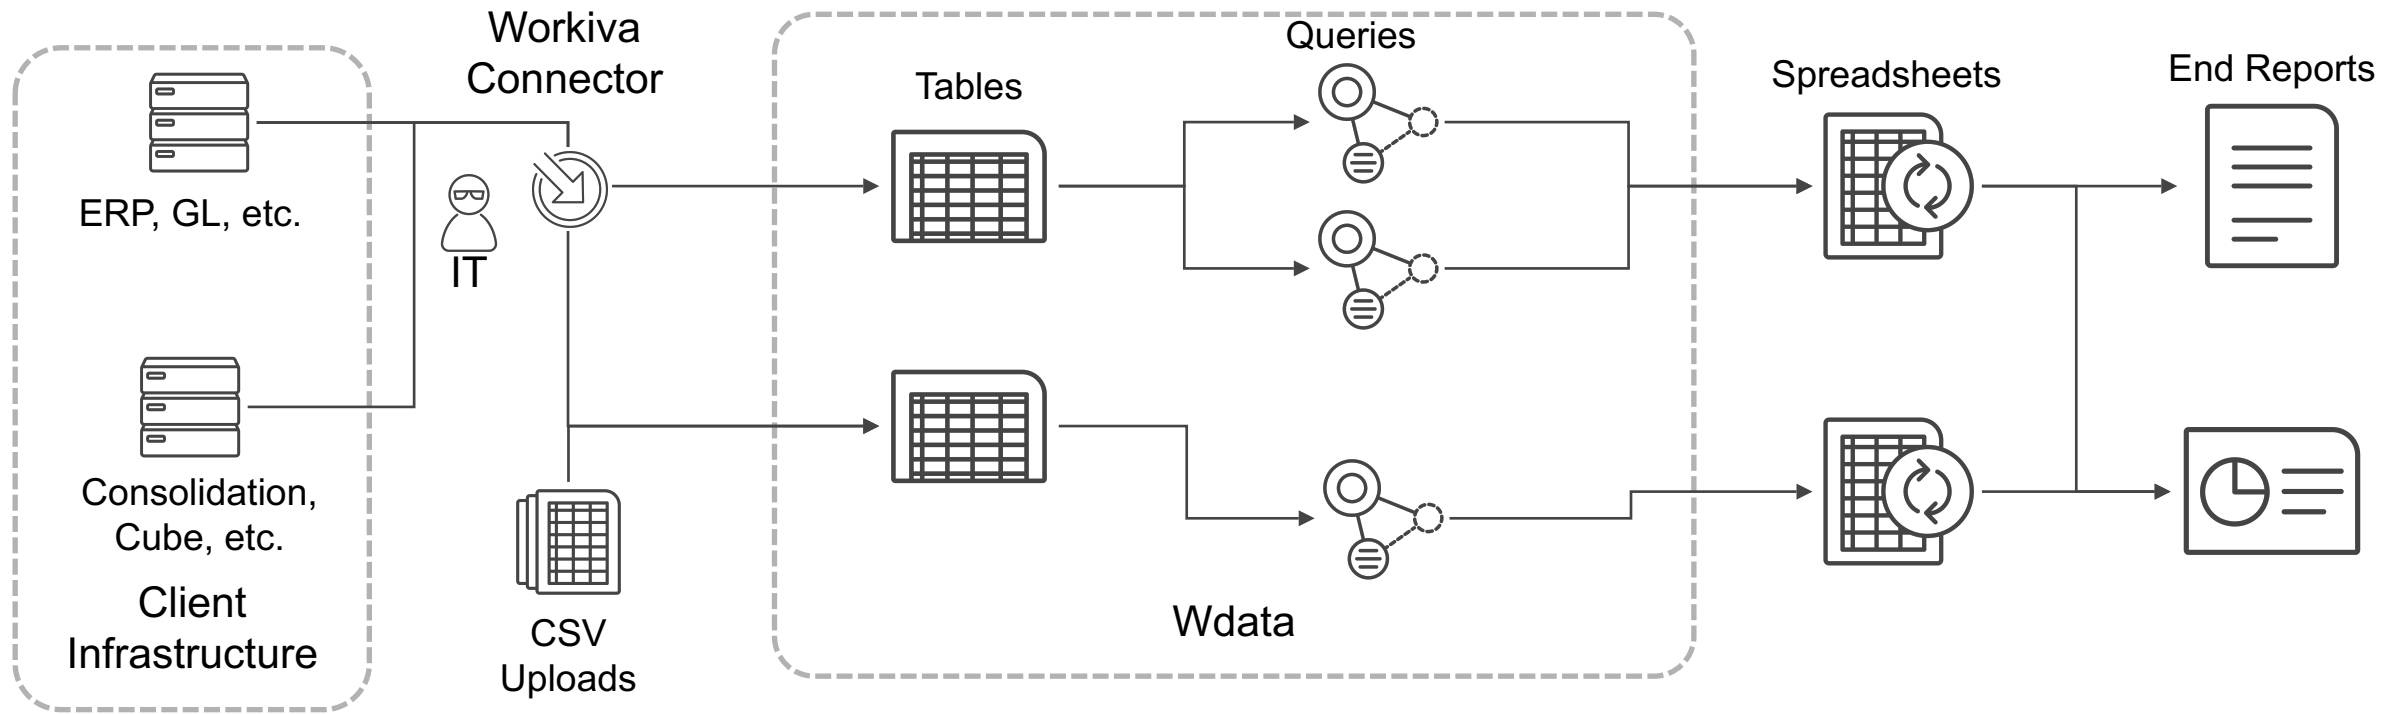 ERP, GL, etc.
Consolidation,
Cube, etc.
Client
Infrastructure
Workiva
Connector
IT
CSV
Uploads
Tables
Queries
Wdata
Spreadsheets
End Reports